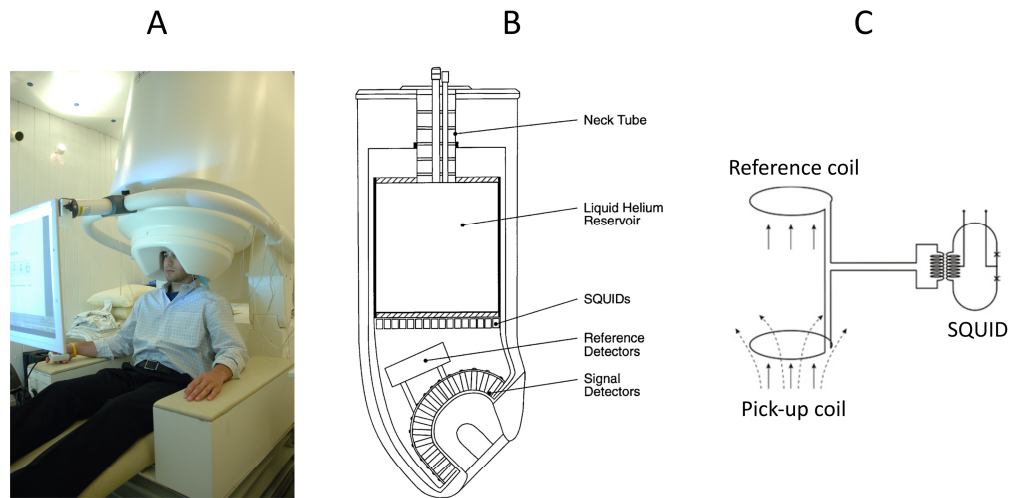 A
B
C
Neck Tube
Liquid Helium
Reservoir
SQUIDs
Reference
Detectors
Signal
Detectors
Reference coil
SQUID
Pick-up coil